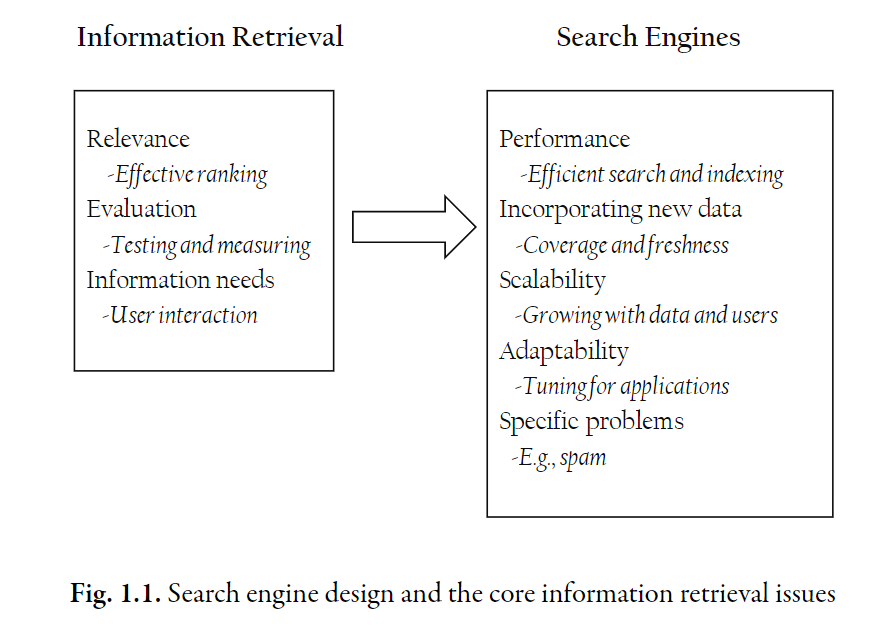 Information Retrieval
Search Engines
Relevance
-Effective ranking
Evaluation
-Testing and measuring
Information needs
-User interaction
Performance
-Efficient search and indexing
Incorporating new data
-Coverage and freshness
Scalability
-Growing with data and users
Adaptability
-Tuning for applications
Specific problems
-E.g., spam
Fig. 1.1. Search engine design and the core information retrieval issues